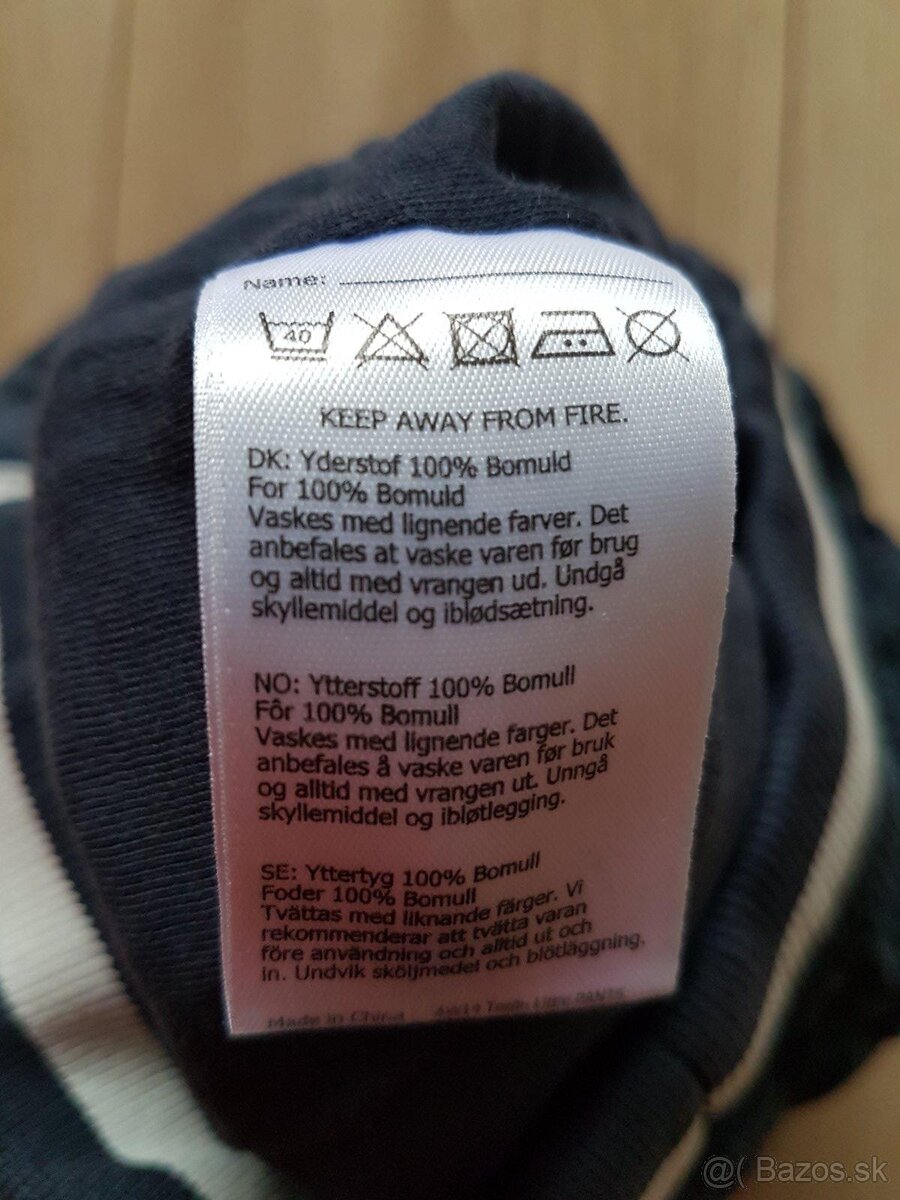 Name:
40
KEEP AWAY FROM FIRE.
DK: Yderstof 100% Bomuld
For 100% Bomuld
Vaskes med lignende farver. Det
anbefales at vaske varen før brug
og altid med vrangen ud. Undgå
skyllemiddel og iblødsætning.
NO: Ytterstoff 100% Bomull
Fôr 100% Bomull
Vaskes med lignende farger. Det
anbefales å vaske varen før bruk
og alltid med vrangen ut. Unngå
skyllemiddel og ibløtlegging.
SE: Yttertyg 100% Bomull
Foder 100% Bomull
Tvättas med liknande färger. Vi
rekommenderar att tvätta varan
före användning och alltid ut och
in. Undvik sköljmedel och blötläggning.
Made in China PANTS
@( Bazos.sk